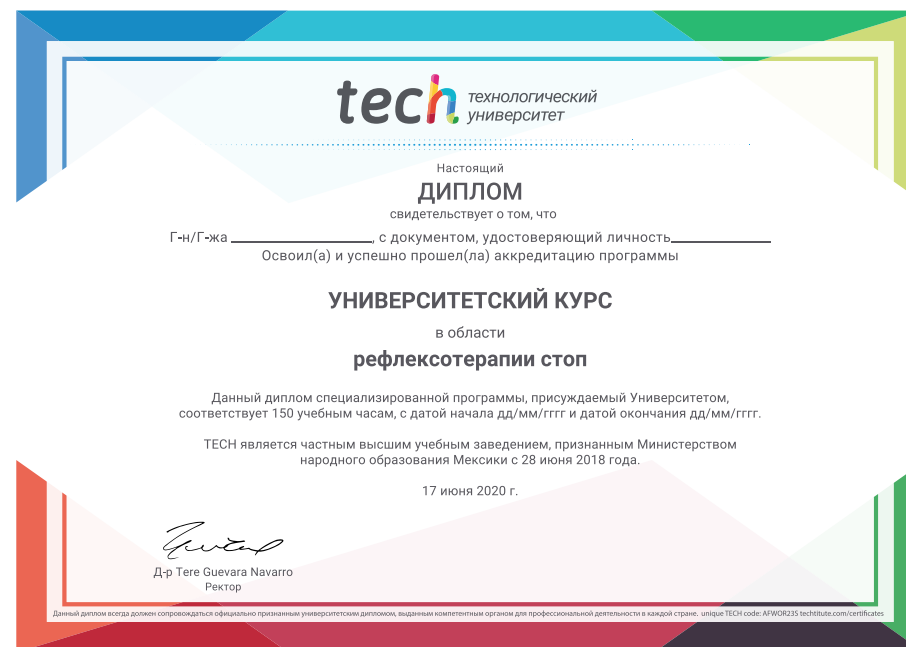 tech технологический
университет
Настоящий
ДИПЛОМ
свидетельствует о том, что
Г-н/Г-жа ____________________, с документом, удостоверяющий личность______________
Освоил(а) и успешно прошел(ла) аккредитацию программы
УНИВЕРСИТЕТСКИЙ КУРС
в области
рефлексотерапии стоп
Данный диплом специализированной программы, присуждаемый Университетом,
соответствует 150 учебным часам, с датой начала дд/мм/гггг и датой окончания дд/мм/гггг.
TECH является частным высшим учебным заведением, признанным Министерством
народного образования Мексики с 28 июня 2018 года.
17 июня 2020 г.
Д-р Tere Guevara Navarro
Ректор
Данный диплом всегда должен сопровождаться официально признанным университетским дипломом, выданным компетентным органом для профессиональной деятельности в каждой стране. unique TECH code: AFWOR23S techtitute.com/certificates